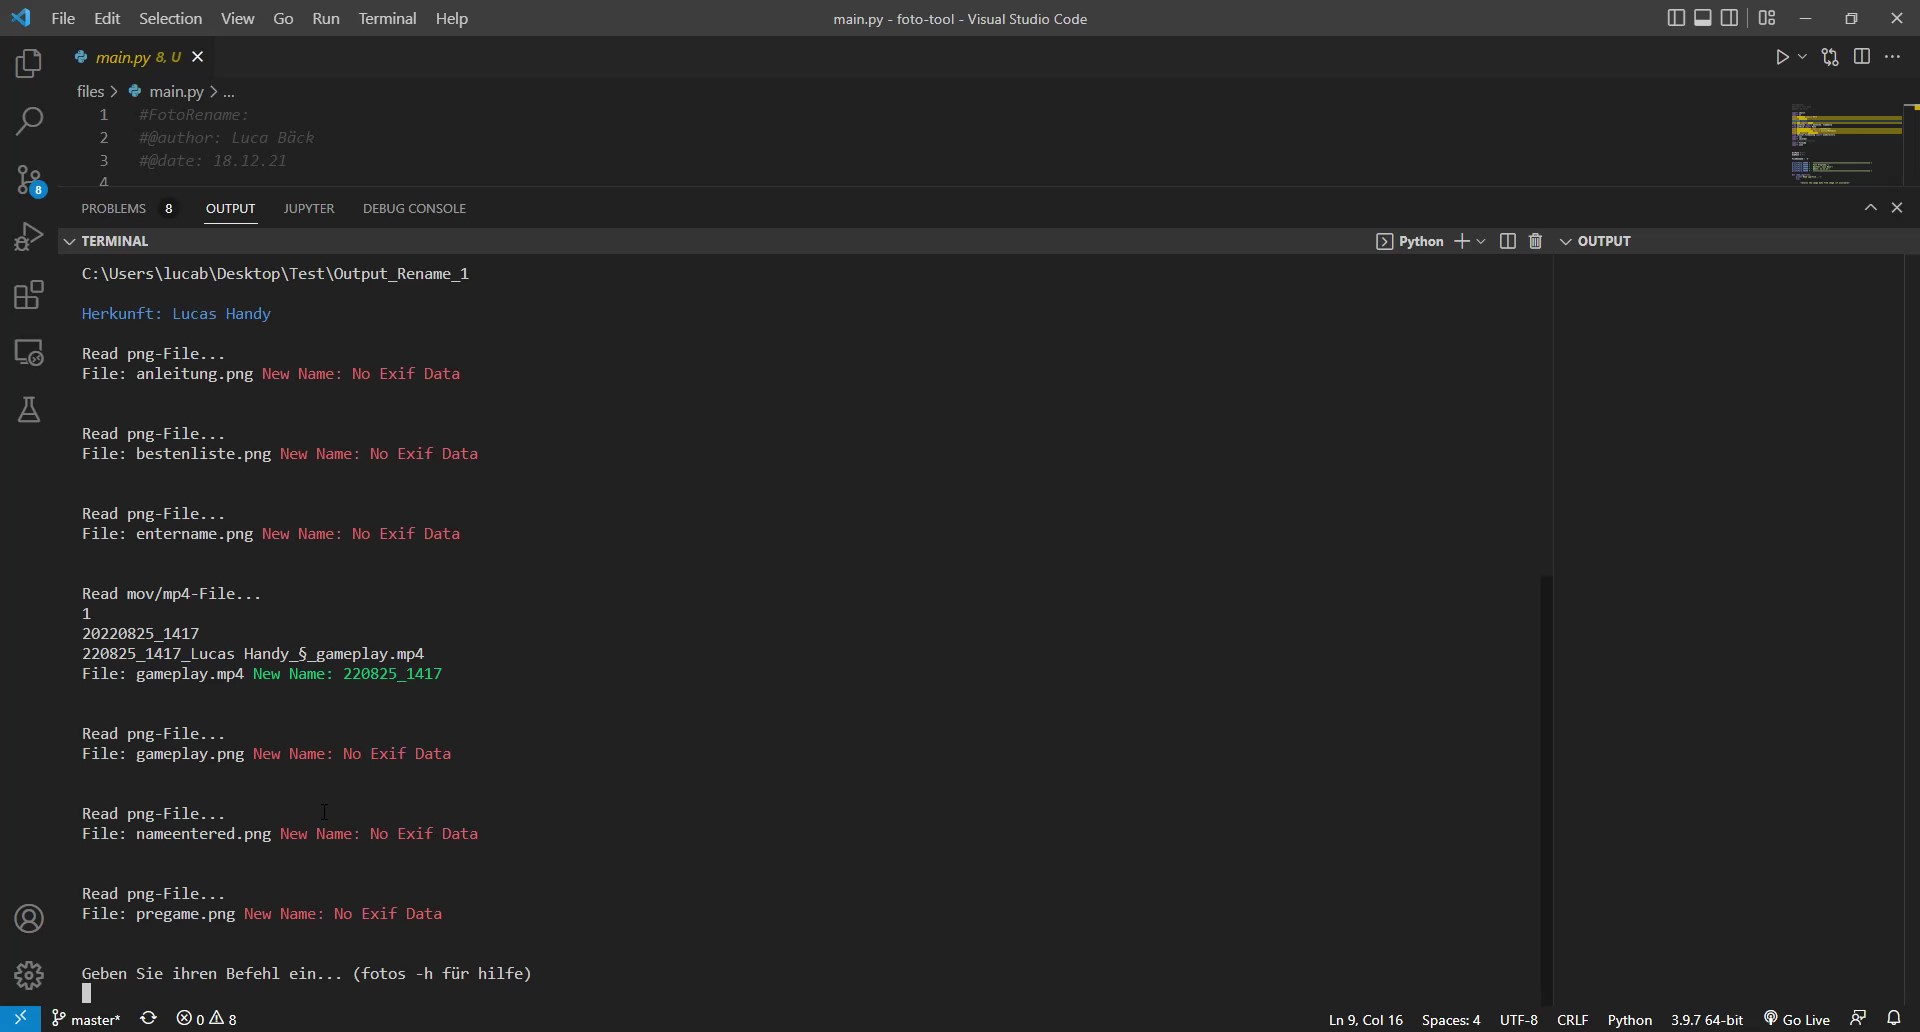 File Edit Selection View Go Run Terminal Help
main.py - foto-tool - Visual Studio Code
main.py 8, U
files > main.py > ...
1 #FotoRename:
2 #@author: Luca Bäck
3 #@date: 18.12.21
4
8
PROBLEMS 8 OUTPUT JUPYTER DEBUG CONSOLE
TERMINAL
Python
OUTPUT
C:\Users\lucab\Desktop\Test\Output_Rename_1
Herkunft: Lucas Handy
Read png-File...
File: anleitung.png New Name: No Exif Data
Read png-File...
File: bestenliste.png New Name: No Exif Data
Read png-File...
File: entername.png New Name: No Exif Data
Read mov/mp4-File...
1
20220825_1417
220825_1417_Lucas Handy_§_gameplay.mp4
File: gameplay.mp4 New Name: 220825_1417
Read png-File...
File: gameplay.png New Name: No Exif Data
Read png-File...
File: nameentered.png New Name: No Exif Data
Read png-File...
File: pregame.png New Name: No Exif Data
Geben Sie ihren Befehl ein... (fotos -h für hilfe)
master* 0 8 Ln 9, Col 16 Spaces: 4 UTF-8 CRLF Python 3.9.7 64-bit Go Live